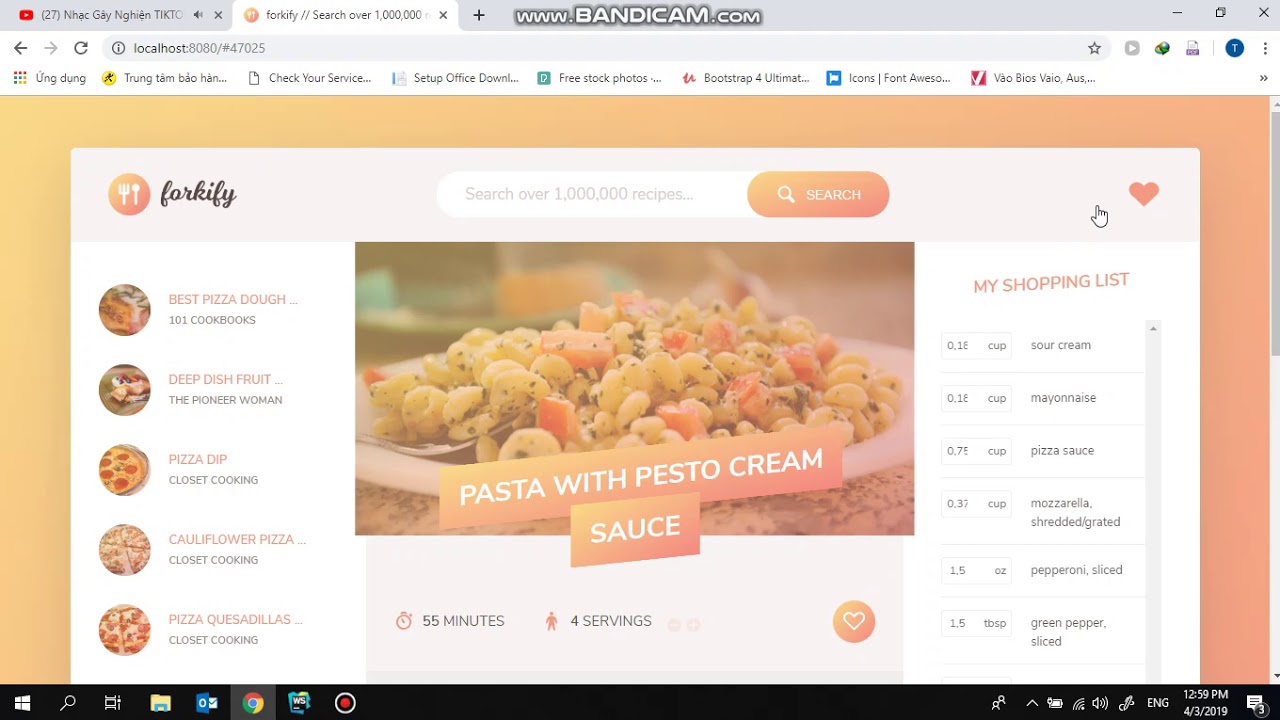 (27) Nhạc Gây Nghiện TIKTO
forkify // Search over 1,000,000 r
www.BANDICAM.com
localhost:8080/#47025
T
Ứng dụng
Trung tâm bảo hàn...
Check Your Service...
Setup Office Downl...
Free stock photos ·...
Bootstrap 4 Ultimat...
Icons | Font Aweso...
Vào Bios Vaio, Aus,...
»
forkify
Search over 1,000,000 recipes...
SEARCH
BEST PIZZA DOUGH ...
101 COOKBOOKS
DEEP DISH FRUIT ...
THE PIONEER WOMAN
PIZZA DIP
CLOSET COOKING
CAULIFLOWER PIZZA ...
CLOSET COOKING
PIZZA QUESADILLAS ...
CLOSET COOKING
PASTA WITH PESTO CREAM
SAUCE
55 MINUTES
4 SERVINGS
MY SHOPPING LIST
0,18 cup sour cream
0,18 cup mayonnaise
0,75 cup pizza sauce
0,37 cup mozzarella,
shredded/grated
1,5 oz pepperoni, sliced
1,5 tbsp green pepper,
sliced
WS
ENG
12:59 PM
4/3/2019
3